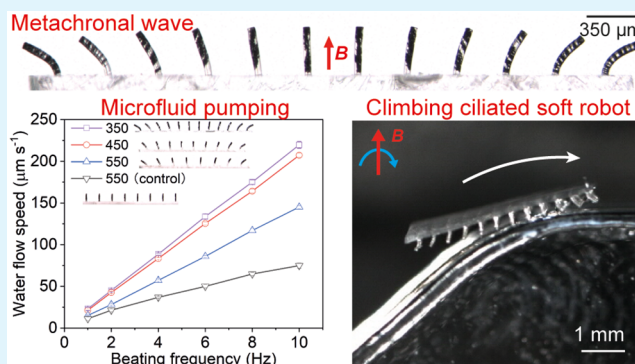 Metachronal wave
B
350 μm
Microfluid pumping
Climbing ciliated soft robot
250
200
150
100
50
0
Water flow speed (μm s⁻¹)
350
450
550
550 (control)
0 2 4 6 8 10
Beating frequency (Hz)
B
1 mm